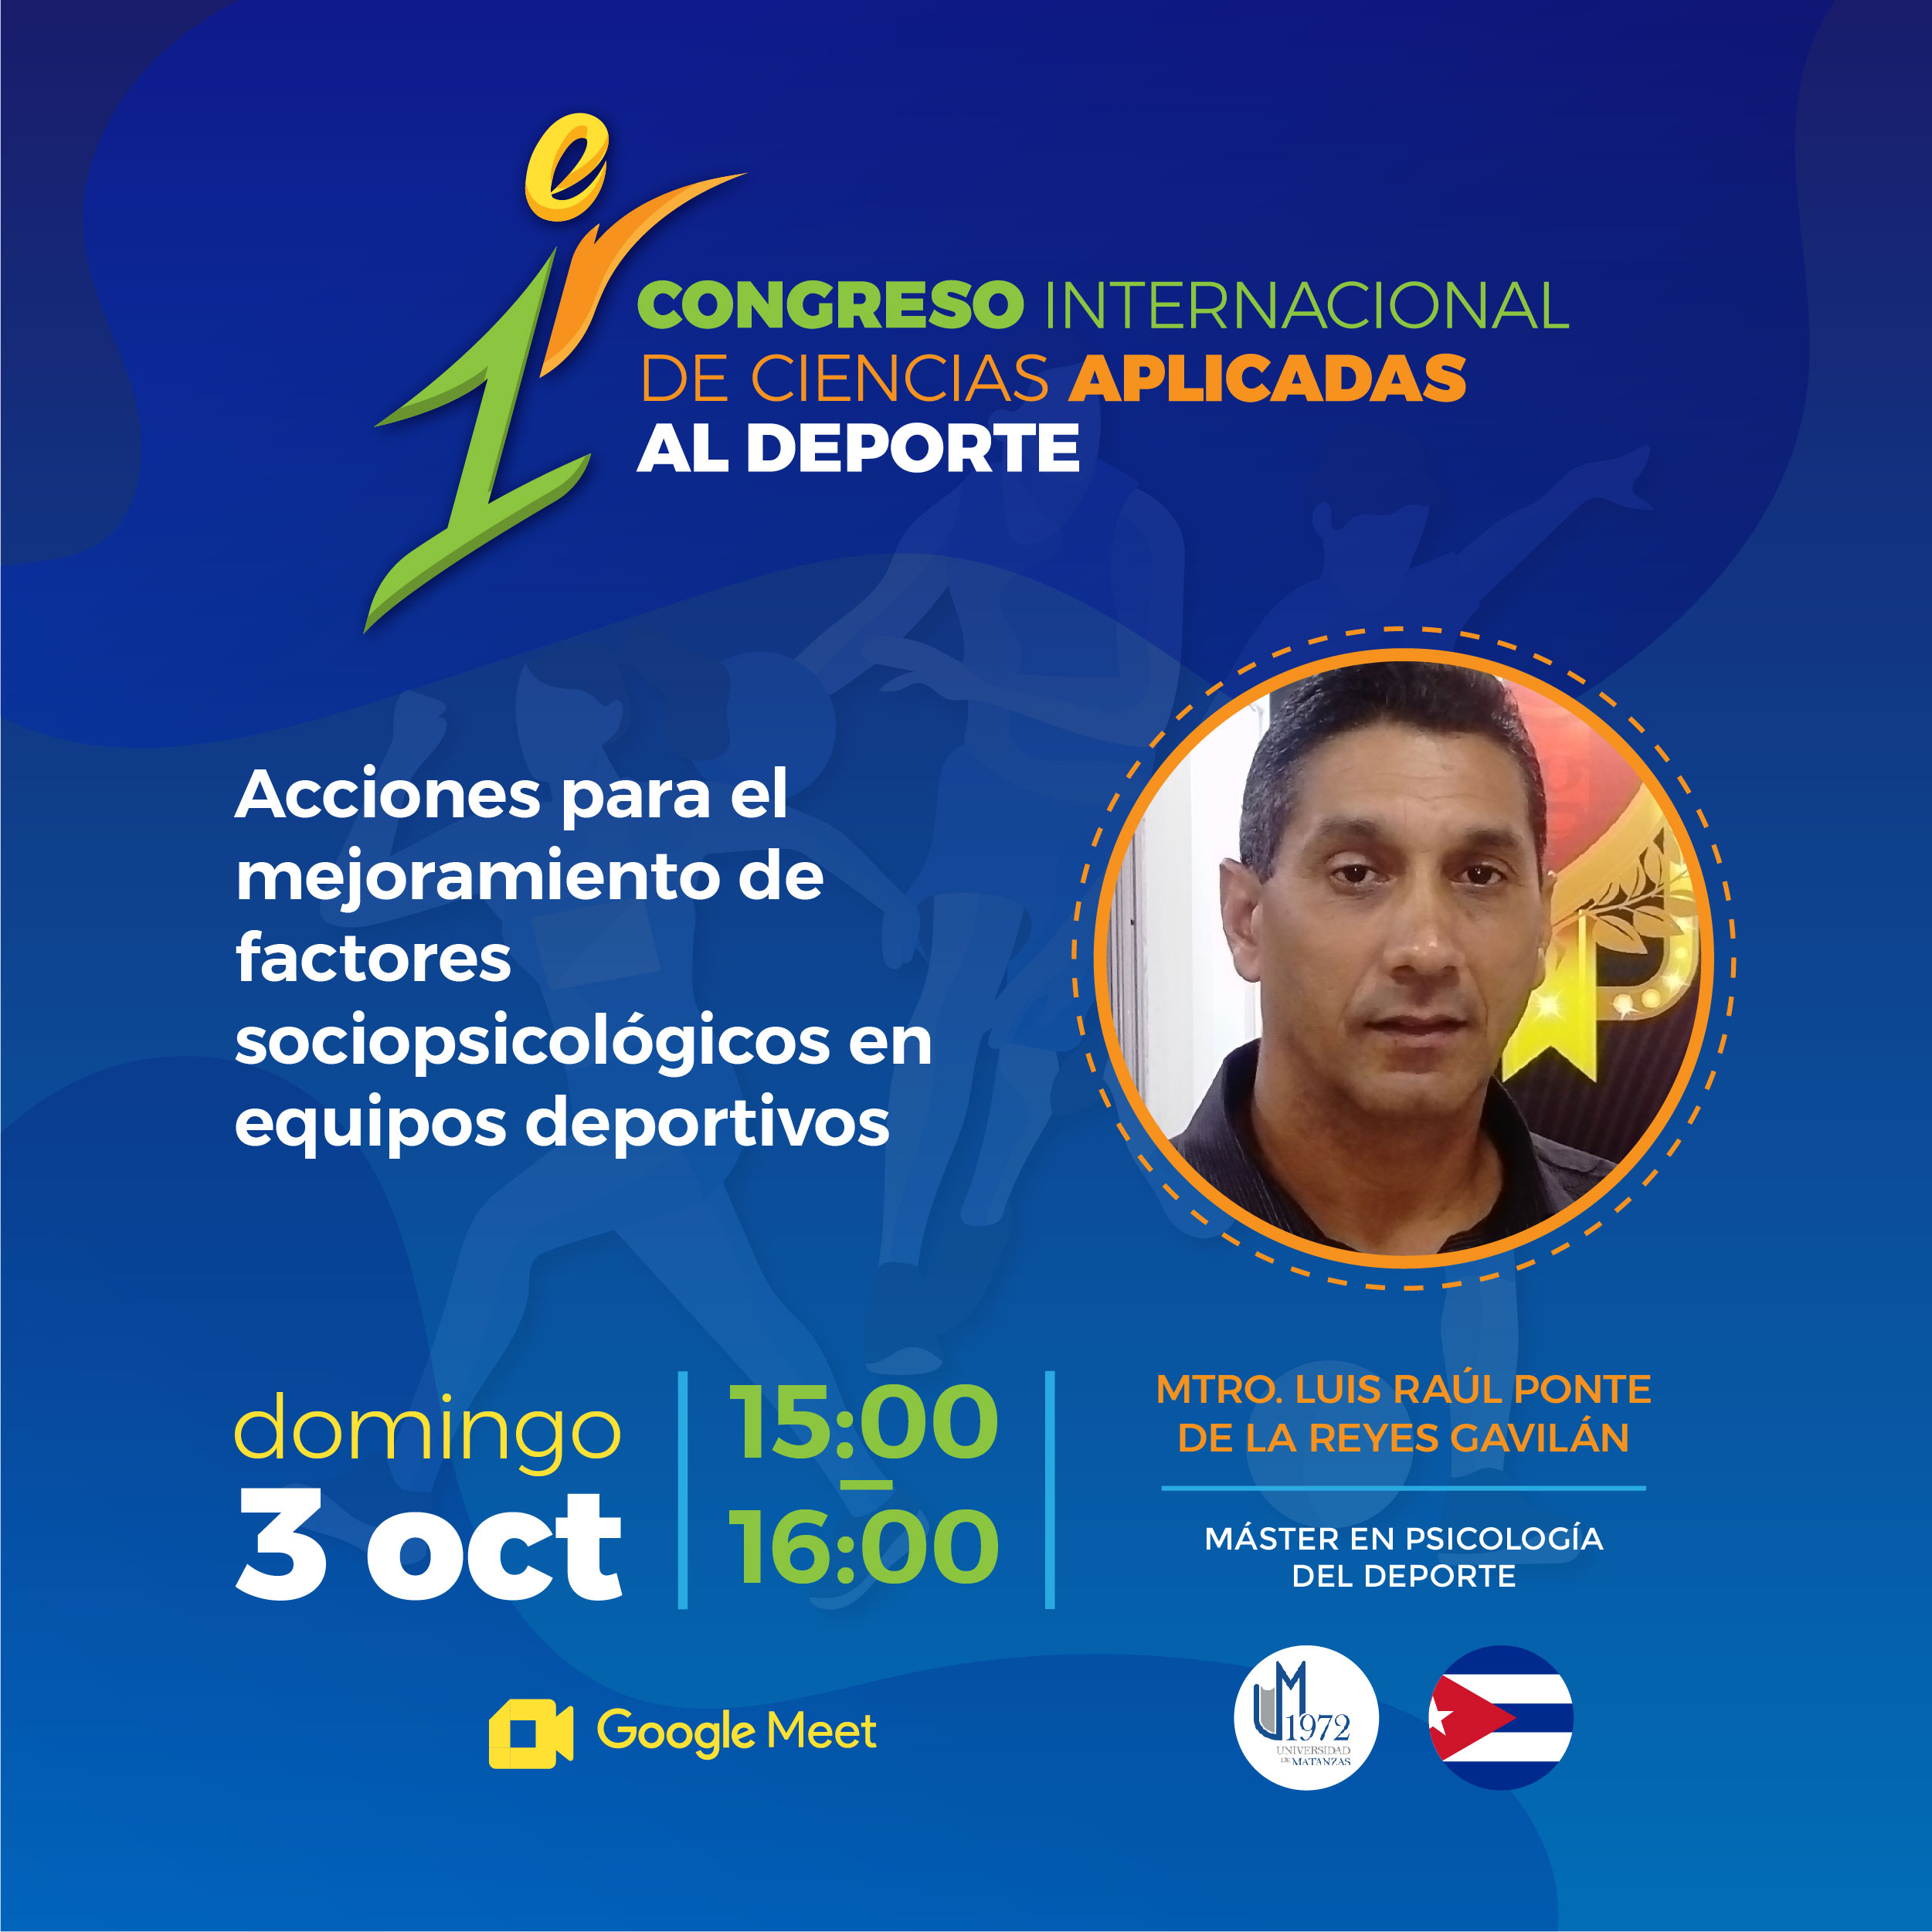 1er
CONGRESO INTERNACIONAL
DE CIENCIAS APLICADAS
AL DEPORTE
Acciones para el
mejoramiento de
factores
sociopsicológicos en
equipos deportivos
domingo
3 oct
15:00
–
16:00
MTRO. LUIS RAÚL PONTE
DE LA REYES GAVILÁN
MÁSTER EN PSICOLOGÍA
DEL DEPORTE
Google Meet
UM
1972
UNIVERSIDAD
DE MATANZAS